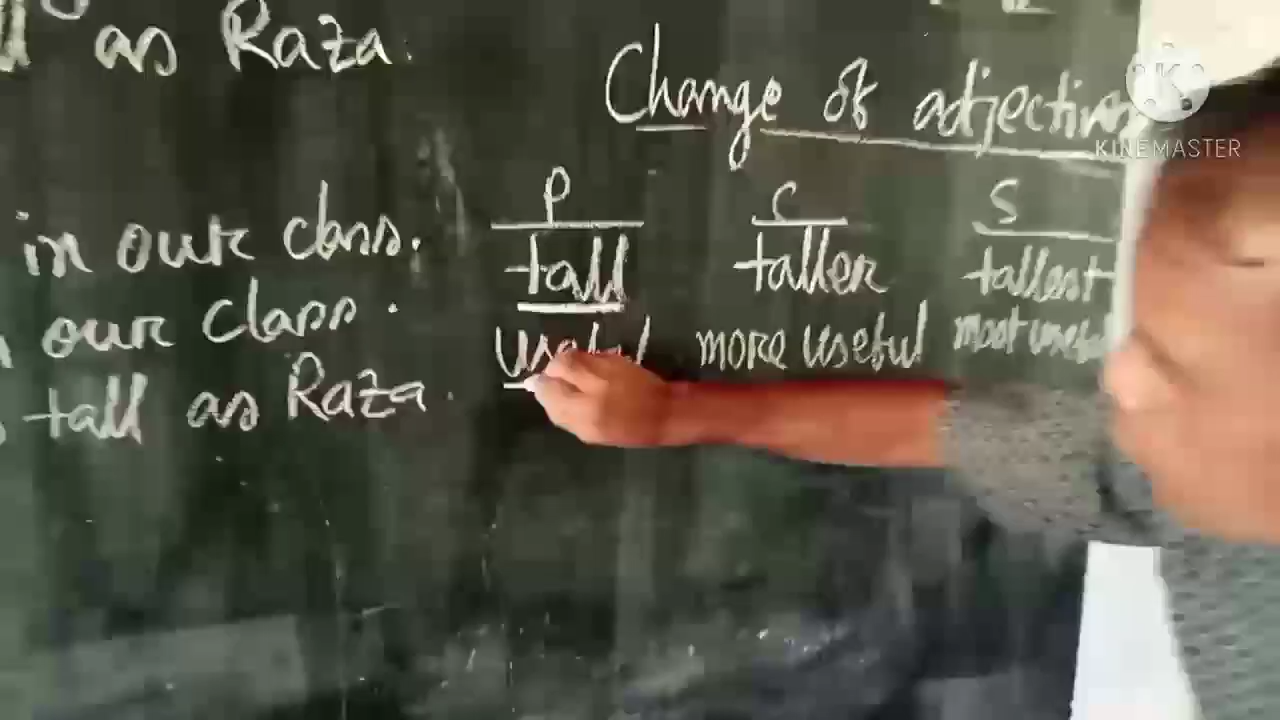 as Raza.
Change of adjective
P C S
in our class.
tall taller tallest
our class.
useful more useful most useful
tall as Raza.
KINEMASTER